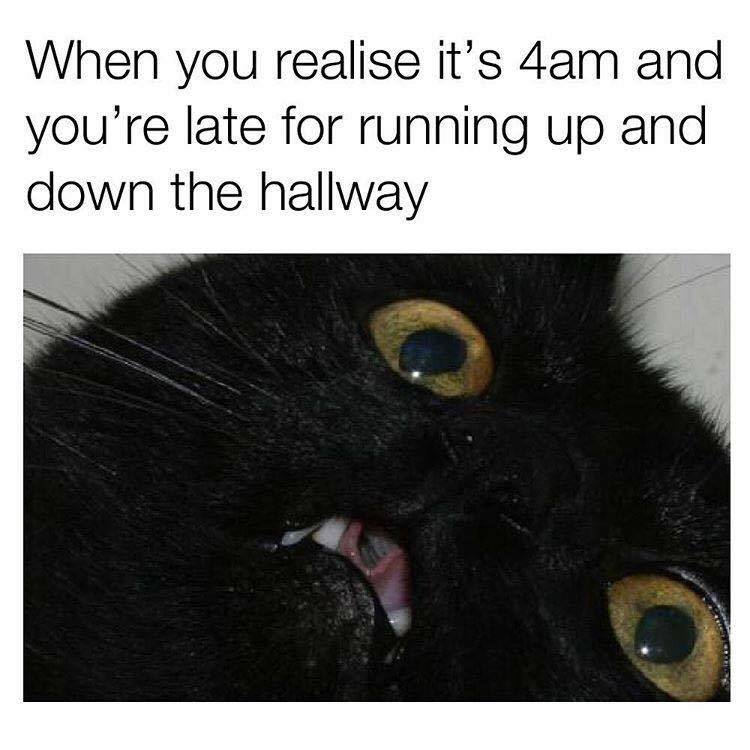 When you realise it’s 4am and
you’re late for running up and
down the hallway